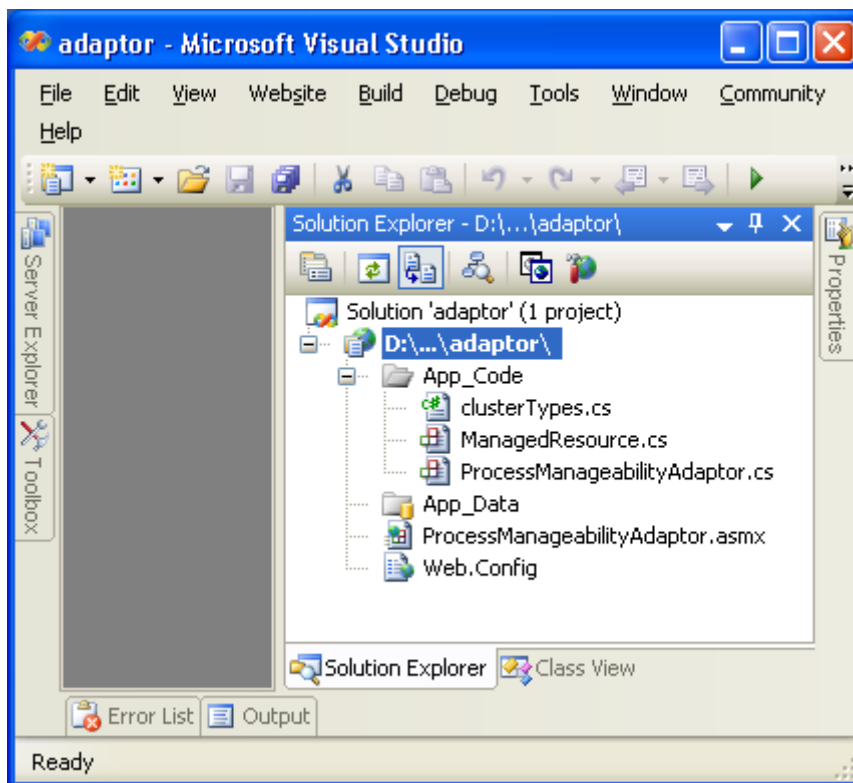 adaptor - Microsoft Visual Studio
File Edit View Website Build Debug Tools Window Community
Help
Server Explorer
Toolbox
Solution Explorer - D:\...\adaptor\
Solution 'adaptor' (1 project)
D:\...\adaptor\
App_Code
clusterTypes.cs
ManagedResource.cs
ProcessManageabilityAdaptor.cs
App_Data
ProcessManageabilityAdaptor.asmx
Web.Config
Properties
Solution Explorer Class View
Error List Output
Ready